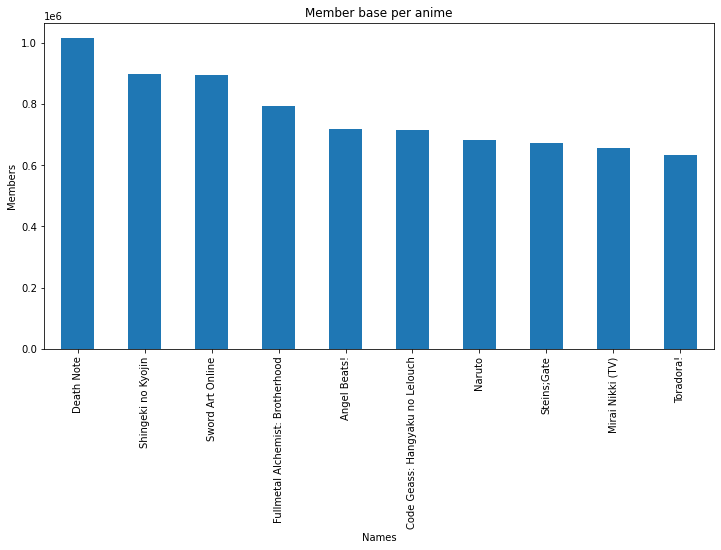 Member base per anime
1e6
1.0
0.8
0.6
0.4
0.2
0.0
Members
Death Note
Shingeki no Kyojin
Sword Art Online
Fullmetal Alchemist: Brotherhood
Angel Beats!
Code Geass: Hangyaku no Lelouch
Naruto
Steins;Gate
Mirai Nikki (TV)
Toradora!
Names